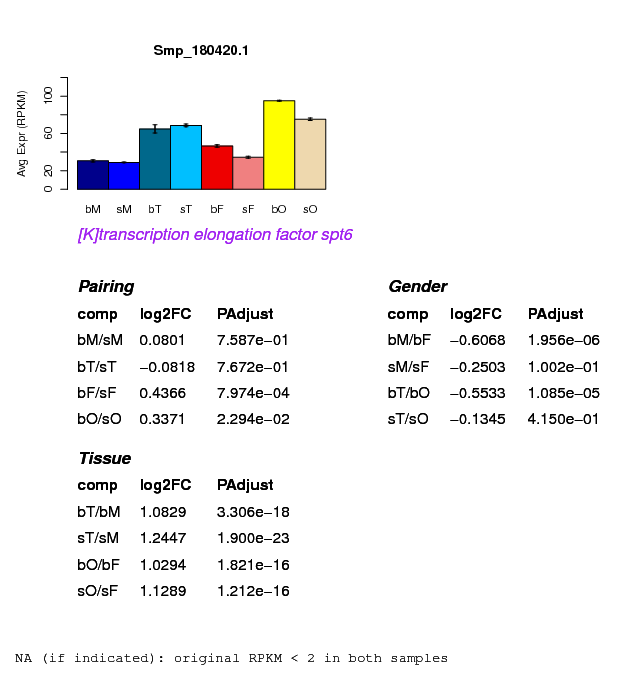 Smp_180420.1
Avg Expr (RPKM)
0 20 60 100
bM sM bT sT bF sF bO sO
[K]transcription elongation factor spt6
Pairing
comp log2FC PAdjust
bM/sM 0.0801 7.587e−01
bT/sT −0.0818 7.672e−01
bF/sF 0.4366 7.974e−04
bO/sO 0.3371 2.294e−02
Gender
comp log2FC PAdjust
bM/bF −0.6068 1.956e−06
sM/sF −0.2503 1.002e−01
bT/bO −0.5533 1.085e−05
sT/sO −0.1345 4.150e−01
Tissue
comp log2FC PAdjust
bT/bM 1.0829 3.306e−18
sT/sM 1.2447 1.900e−23
bO/bF 1.0294 1.821e−16
sO/sF 1.1289 1.212e−16
NA (if indicated): original RPKM < 2 in both samples